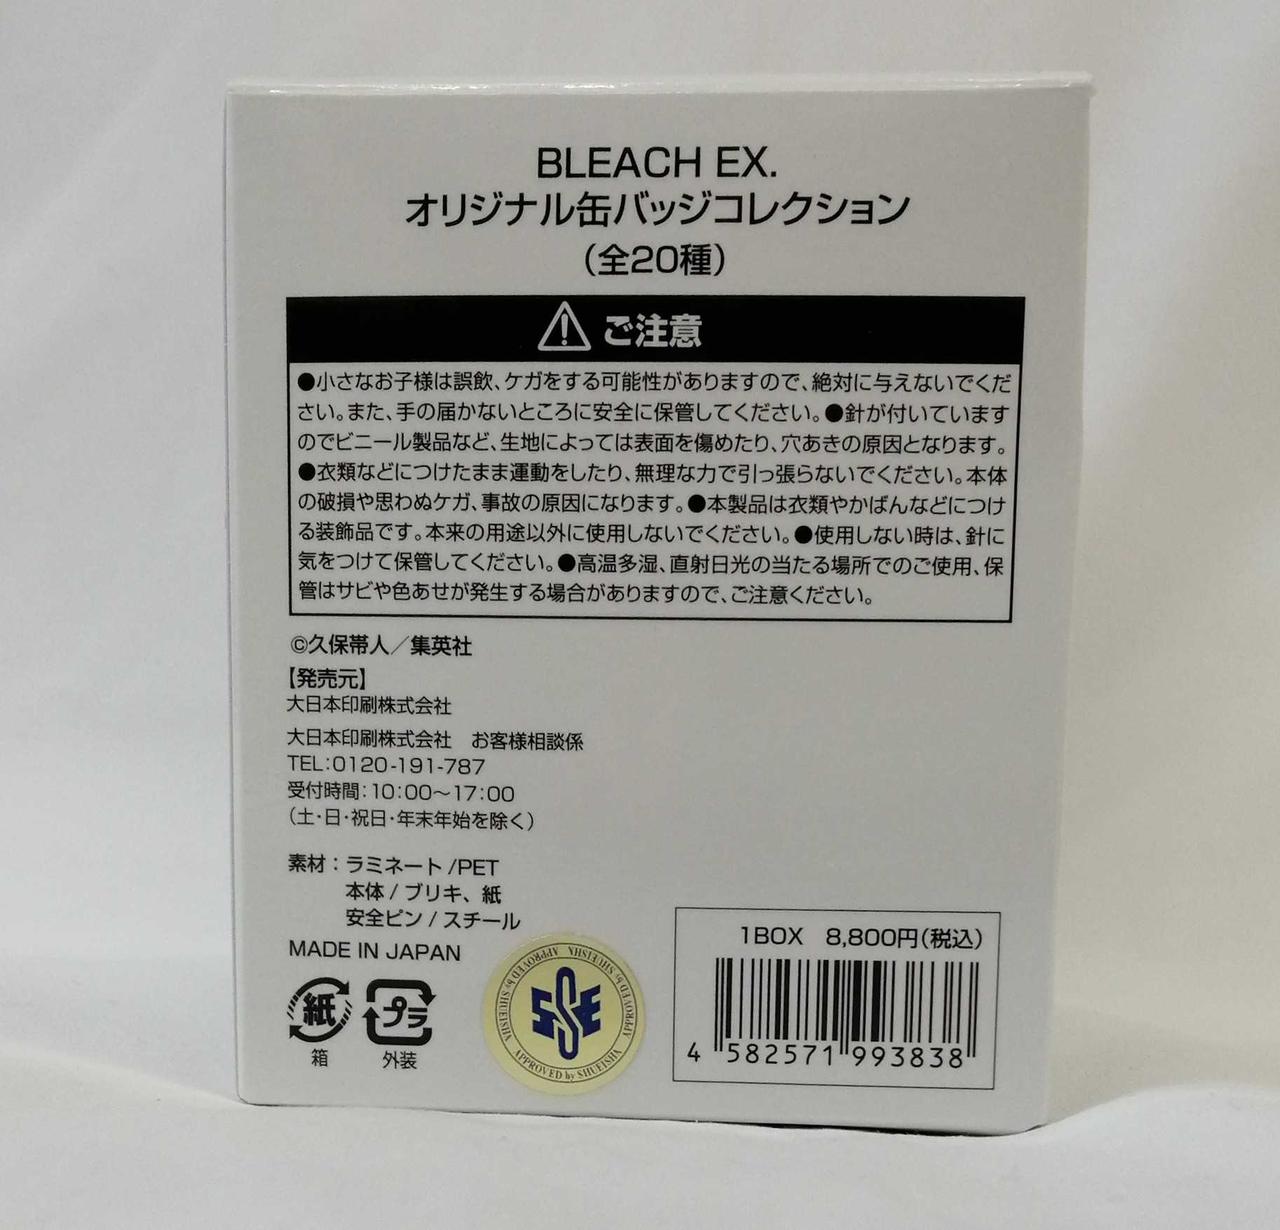 BLEACH EX.
オリジナル缶バッジコレクション
(全20種)
ご注意
●小さなお子様は誤飲、ケガをする可能性がありますので、絶対に与えないでくだ
さい。また、手の届かないところに安全に保管してください。●針が付いています
のでビニール製品など、生地によっては表面を傷めたり、穴あきの原因となります。
●衣類などにつけたまま運動をしたり、無理な力で引っ張らないでください。本体
の破損や思わぬケガ、事故の原因になります。●本製品は衣類やかばんなどにつけ
る装飾品です。本来の用途以外に使用しないでください。●使用しない時は、針に
気をつけて保管してください。●高温多湿、直射日光の当たる場所でのご使用、保
管はサビや色あせが発生する場合がありますので、ご注意ください。
©久保帯人／集英社
【発売元】
大日本印刷株式会社
大日本印刷株式会社　お客様相談係
TEL:0120-191-787
受付時間：10:00〜17:00
（土・日・祝日・年末年始を除く）
素材：ラミネート/PET
本体/ブリキ、紙
安全ピン/スチール
MADE IN JAPAN
紙
箱
プラ
外装
APPROVED by SHUEISHA APPROVED by SHUEISHA APPROVED by SHUEISHA
SSE
1BOX 8,800円(税込)
4 582571 993838